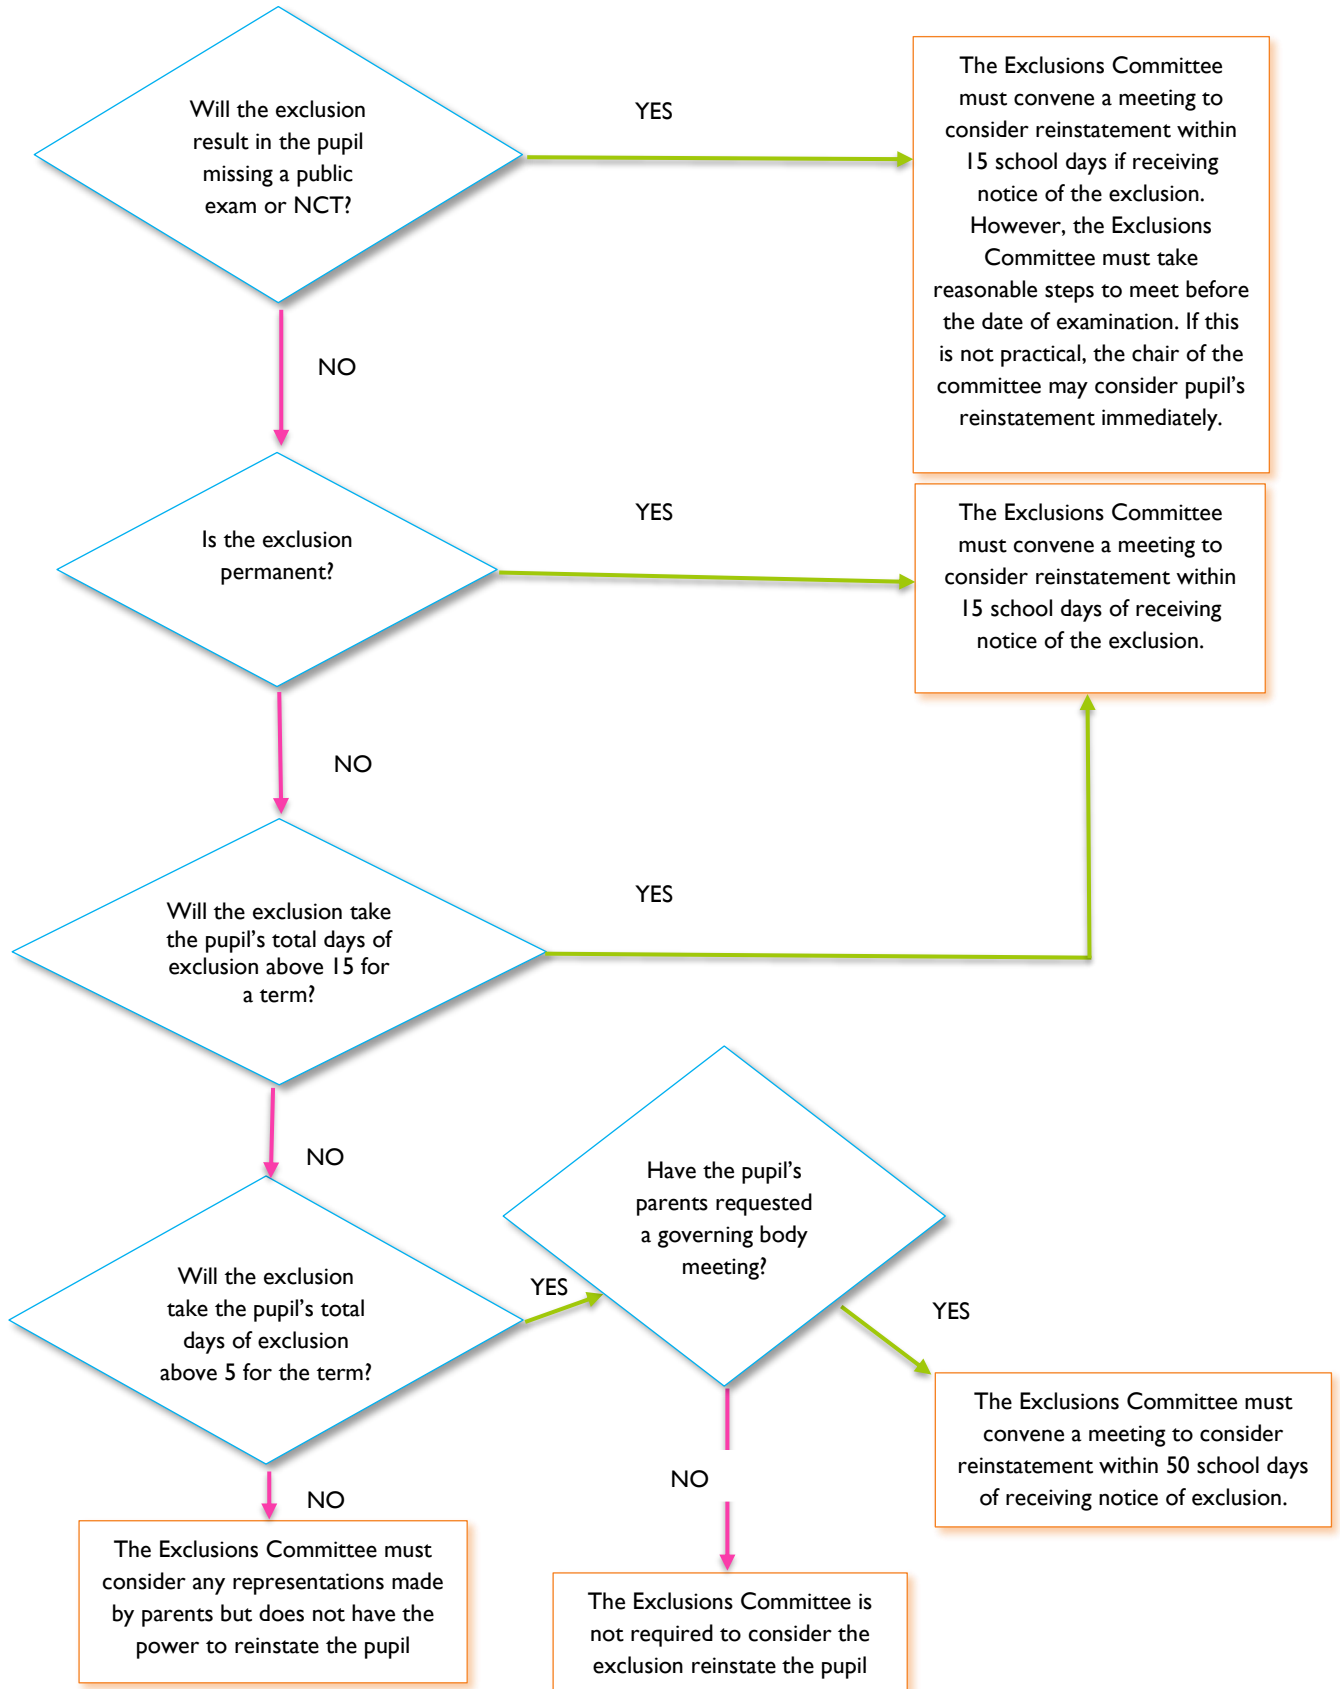 Will the exclusion
result in the pupil
missing a public
exam or NCT?
YES
The Exclusions Committee
must convene a meeting to
consider reinstatement within
15 school days if receiving
notice of the exclusion.
However, the Exclusions
Committee must take
reasonable steps to meet before
the date of examination. If this
is not practical, the chair of the
committee may consider pupil's
reinstatement immediately.
NO
Is the exclusion
permanent?
YES
The Exclusions Committee
must convene a meeting to
consider reinstatement within
15 school days of receiving
notice of the exclusion.
NO
Will the exclusion take
the pupil's total days of
exclusion above 15 for
a term?
YES
NO
Will the exclusion
take the pupil's total
days of exclusion
above 5 for the term?
YES
Have the pupil's
parents requested
a governing body
meeting?
YES
The Exclusions Committee must
convene a meeting to consider
reinstatement within 50 school days
of receiving notice of exclusion.
NO
The Exclusions Committee must
consider any representations made
by parents but does not have the
power to reinstate the pupil
NO
The Exclusions Committee is
not required to consider the
exclusion reinstate the pupil